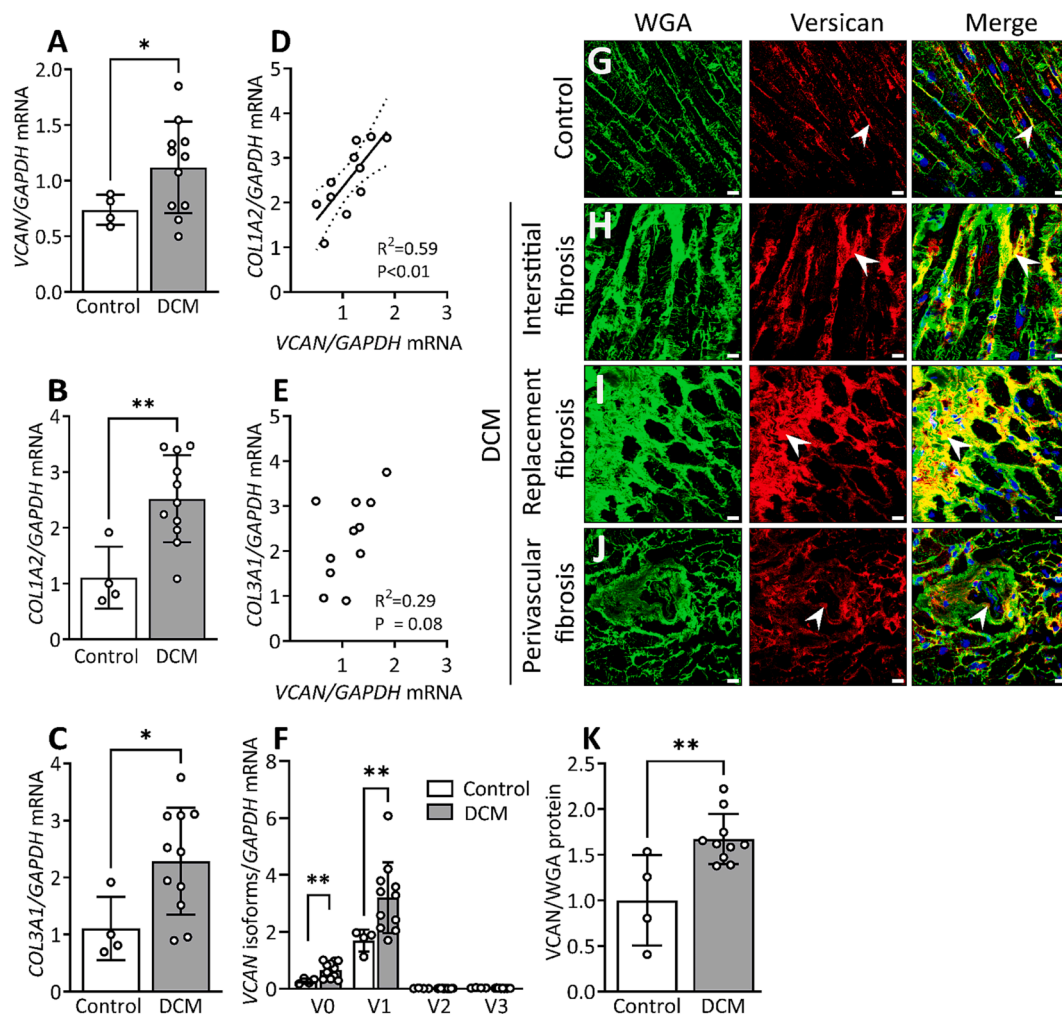 A
*
VCAN/GAPDH mRNA
2.0
1.5
1.0
0.5
0.0
Control DCM
D
COL1A2/GAPDH mRNA
5
4
3
2
1
0
R²=0.59
P<0.01
1 2 3
VCAN/GAPDH mRNA
B
**
COL1A2/GAPDH mRNA
4
3
2
1
0
Control DCM
E
COL3A1/GAPDH mRNA
5
4
3
2
1
0
R²=0.29
P = 0.08
1 2 3
VCAN/GAPDH mRNA
C
*
COL3A1/GAPDH mRNA
4
3
2
1
0
Control DCM
F
VCAN isoforms/GAPDH mRNA
8
6
4
2
0
**
**
Control
DCM
V0 V1 V2 V3
WGA Versican Merge
G
Control
DCM
H
Interstitial
fibrosis
I
Replacement
fibrosis
J
Perivascular
fibrosis
K
**
VCAN/WGA protein
2.5
2.0
1.5
1.0
0.5
0.0
Control DCM